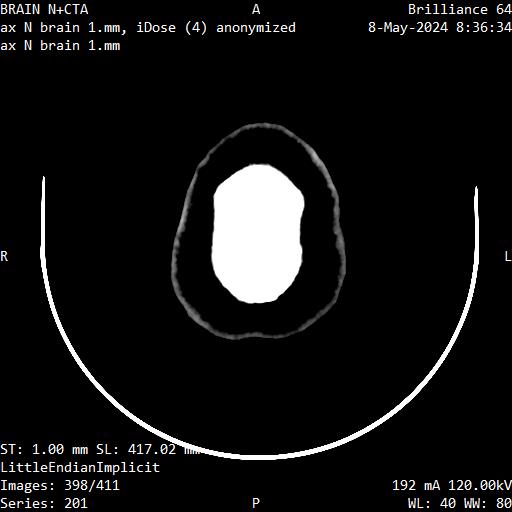 BRAIN N+CTA
A
Brilliance 64
ax N brain 1.mm, iDose (4) anonymized
8-May-2024 8:36:34
ax N brain 1.mm
R
L
ST: 1.00 mm SL: 417.02 mm
LittleEndianImplicit
Images: 398/411
192 mA 120.00kV
Series: 201
P
WL: 40 WW: 80